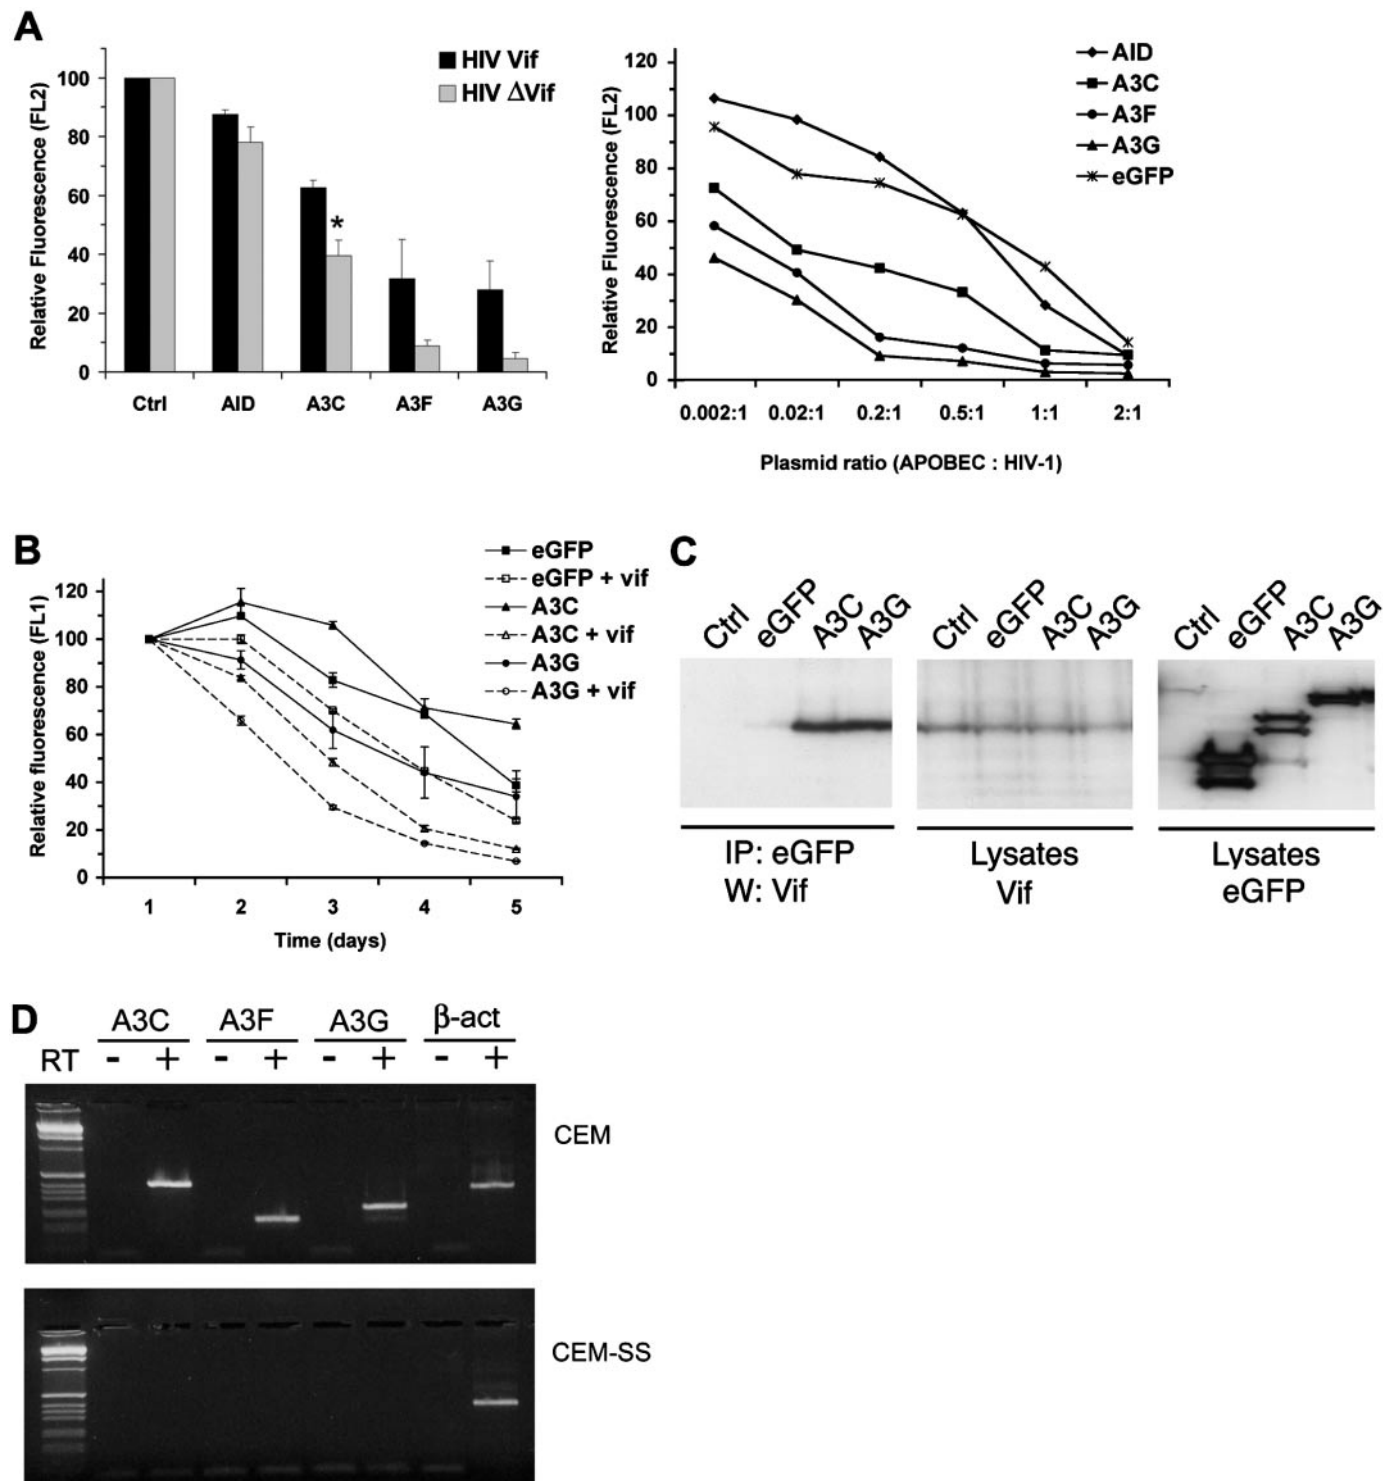 A
Relative Fluorescence (FL2)
100
80
60
40
20
0
*
HIV Vif
HIV ΔVif
Ctrl AID A3C A3F A3G
Relative Fluorescence (FL2)
120
100
80
60
40
20
0
AID
A3C
A3F
A3G
eGFP
0.002:1 0.02:1 0.2:1 0.5:1 1:1 2:1
Plasmid ratio (APOBEC : HIV-1)
B
Relative fluorescence (FL1)
120
100
80
60
40
20
0
eGFP
eGFP + vif
A3C
A3C + vif
A3G
A3G + vif
1 2 3 4 5
Time (days)
C
Ctrl eGFP A3C A3G
Ctrl eGFP A3C A3G
Ctrl eGFP A3C A3G
IP: eGFP
W: Vif
Lysates
Vif
Lysates
eGFP
D
A3C A3F A3G β-act
RT - + - + - + - +
CEM
CEM-SS